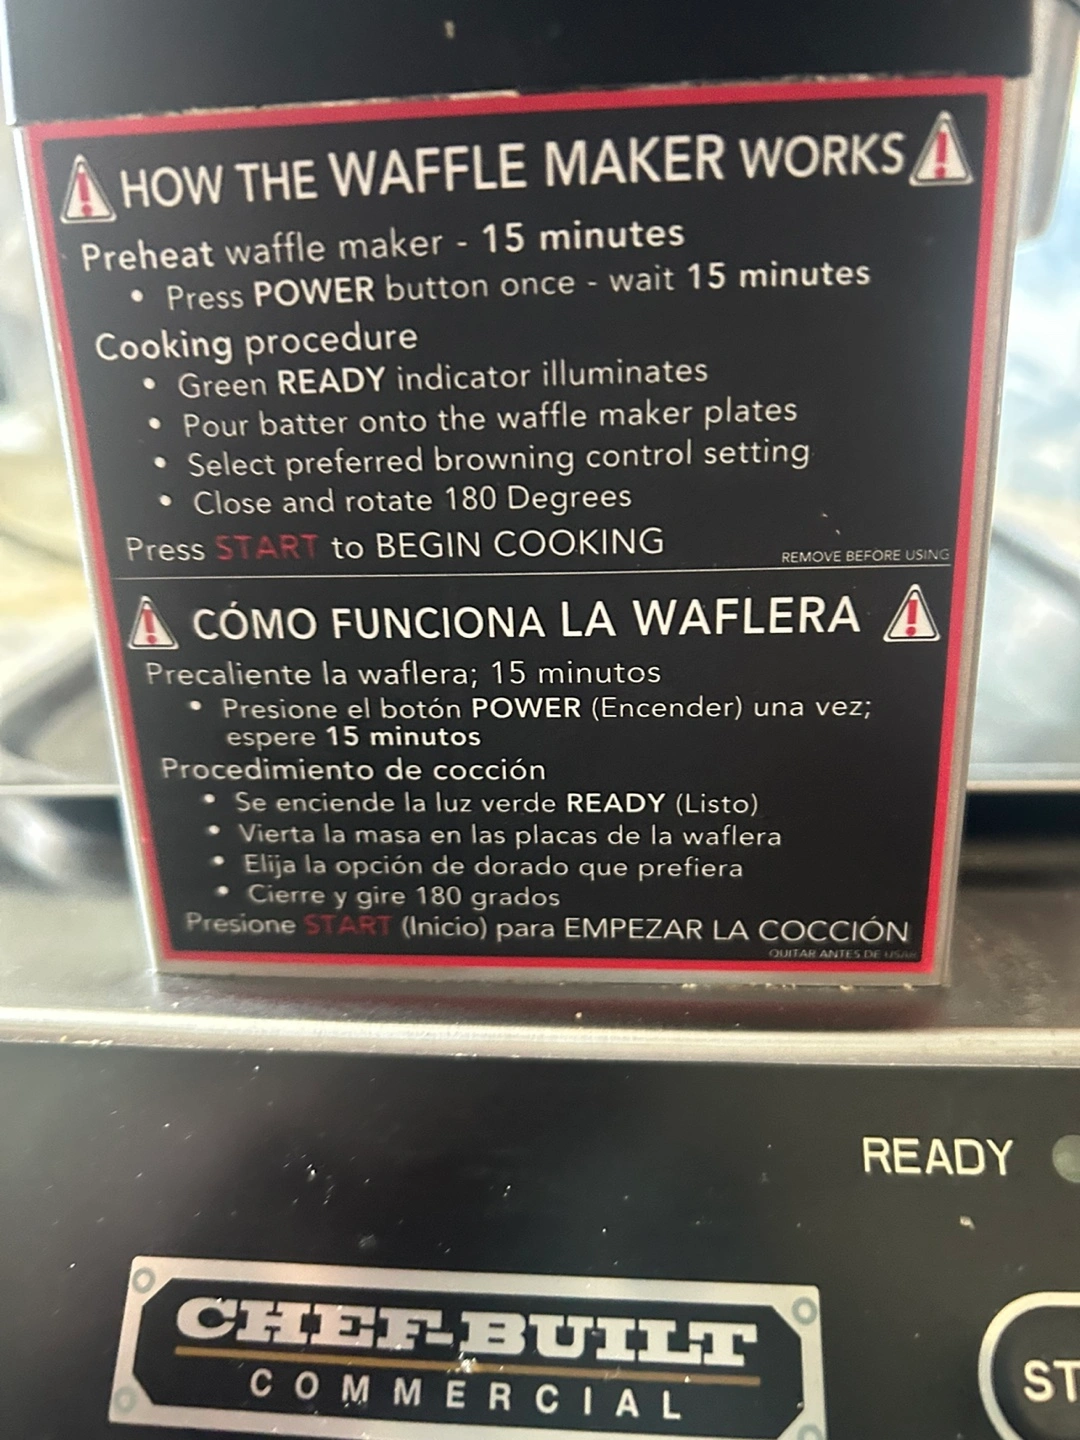 HOW THE WAFFLE MAKER WORKS
Preheat waffle maker - 15 minutes
• Press POWER button once - wait 15 minutes
Cooking procedure
• Green READY indicator illuminates
• Pour batter onto the waffle maker plates
• Select preferred browning control setting
• Close and rotate 180 Degrees
Press START to BEGIN COOKING
REMOVE BEFORE USING
CÓMO FUNCIONA LA WAFLERA
Precaliente la waflera; 15 minutos
• Presione el botón POWER (Encender) una vez;
espere 15 minutos
Procedimiento de cocción
• Se enciende la luz verde READY (Listo)
• Vierta la masa en las placas de la waflera
• Elija la opción de dorado que prefiera
• Cierre y gire 180 grados
Presione START (Inicio) para EMPEZAR LA COCCIÓN
QUITAR ANTES DE USAR
READY
CHEF-BUILT
COMMERCIAL
ST